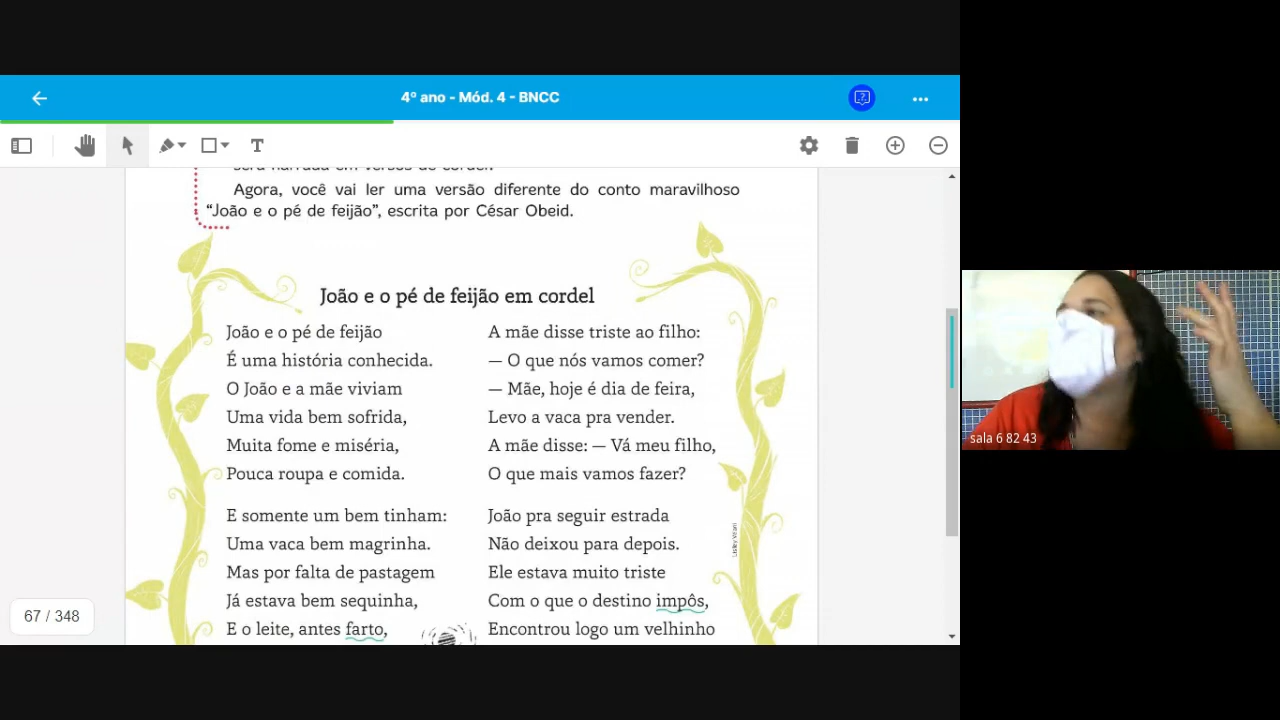 4º ano - Mód. 4 - BNCC
será narrada em versos de cordel.
Agora, você vai ler uma versão diferente do conto maravilhoso
“João e o pé de feijão”, escrita por César Obeid.
João e o pé de feijão em cordel
João e o pé de feijão
É uma história conhecida.
O João e a mãe viviam
Uma vida bem sofrida,
Muita fome e miséria,
Pouca roupa e comida.
E somente um bem tinham:
Uma vaca bem magrinha.
Mas por falta de pastagem
Já estava bem sequinha,
E o leite, antes farto,
A mãe disse triste ao filho:
— O que nós vamos comer?
— Mãe, hoje é dia de feira,
Levo a vaca pra vender.
A mãe disse: — Vá meu filho,
O que mais vamos fazer?
João pra seguir estrada
Não deixou para depois.
Ele estava muito triste
Com o que o destino impôs,
Encontrou logo um velhinho
67 / 348
sala 6 82 43